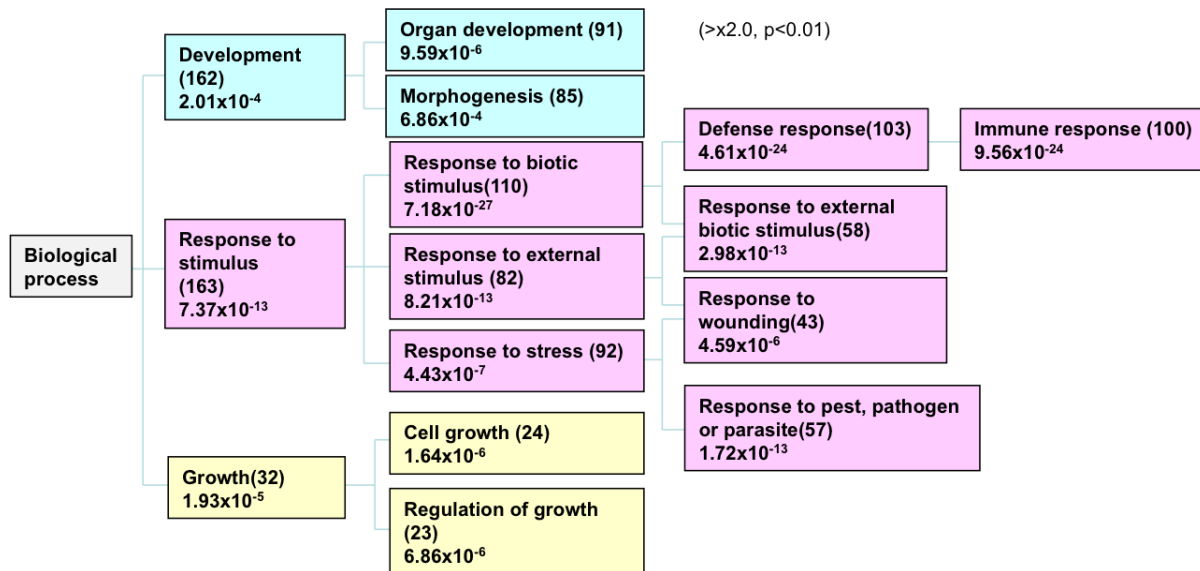 Biological
process
Development
(162)
2.01x10⁻⁴
Organ development (91)
9.59x10⁻⁶
Morphogenesis (85)
6.86x10⁻⁴
(>x2.0, p<0.01)
Response to
stimulus
(163)
7.37x10⁻¹³
Response to biotic
stimulus(110)
7.18x10⁻²⁷
Defense response(103)
4.61x10⁻²⁴
Immune response (100)
9.56x10⁻²⁴
Response to external
biotic stimulus(58)
2.98x10⁻¹³
Response to external
stimulus (82)
8.21x10⁻¹³
Response to
wounding(43)
4.59x10⁻⁶
Response to stress (92)
4.43x10⁻⁷
Response to pest, pathogen
or parasite(57)
1.72x10⁻¹³
Growth(32)
1.93x10⁻⁵
Cell growth (24)
1.64x10⁻⁶
Regulation of growth
(23)
6.86x10⁻⁶